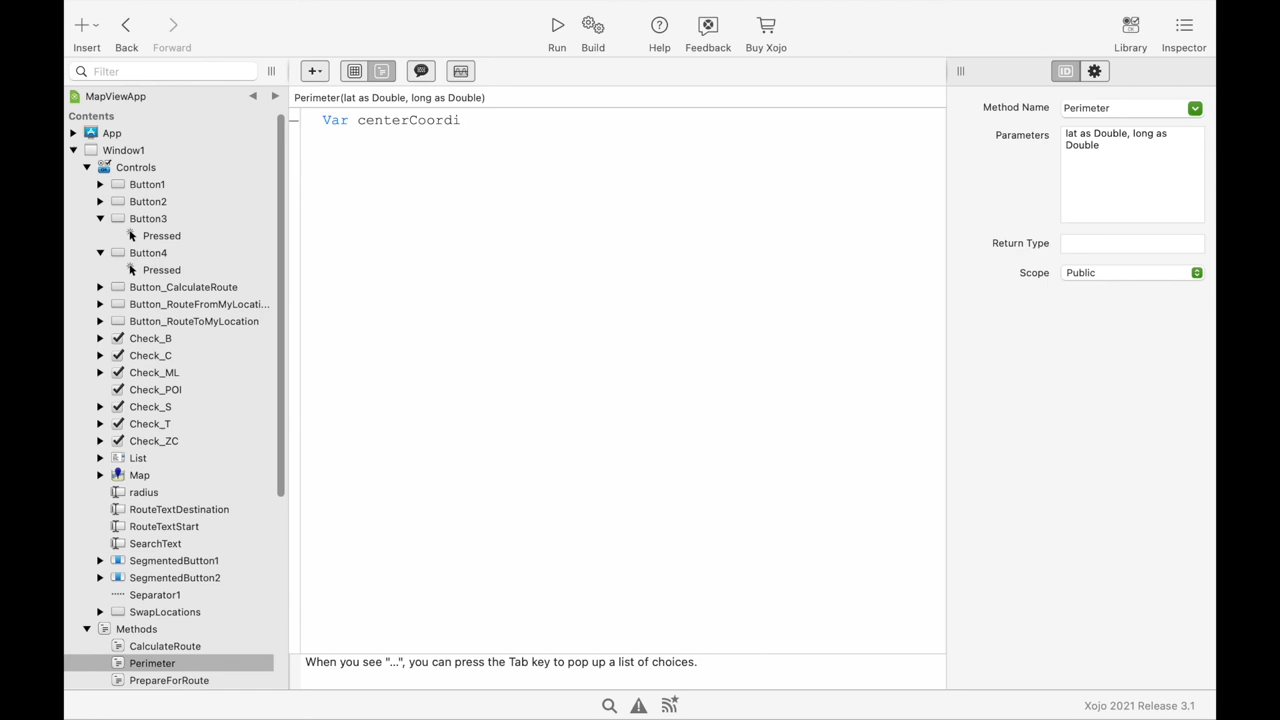 Insert
Back
Forward
Run
Build
Help
Feedback
Buy Xojo
Library
Inspector
Filter
ID
MapViewApp
Perimeter(lat as Double, long as Double)
Contents
App
Window1
Controls
Button1
Button2
Button3
Pressed
Button4
Pressed
Button_CalculateRoute
Button_RouteFromMyLocati...
Button_RouteToMyLocation
Check_B
Check_C
Check_ML
Check_POI
Check_S
Check_T
Check_ZC
List
Map
radius
RouteTextDestination
RouteTextStart
SearchText
SegmentedButton1
SegmentedButton2
Separator1
SwapLocations
Methods
CalculateRoute
Perimeter
PrepareForRoute
Var centerCoordi
Method Name
Perimeter
Parameters
lat as Double, long as
Double
Return Type
Scope
Public
When you see "...", you can press the Tab key to pop up a list of choices.
Xojo 2021 Release 3.1